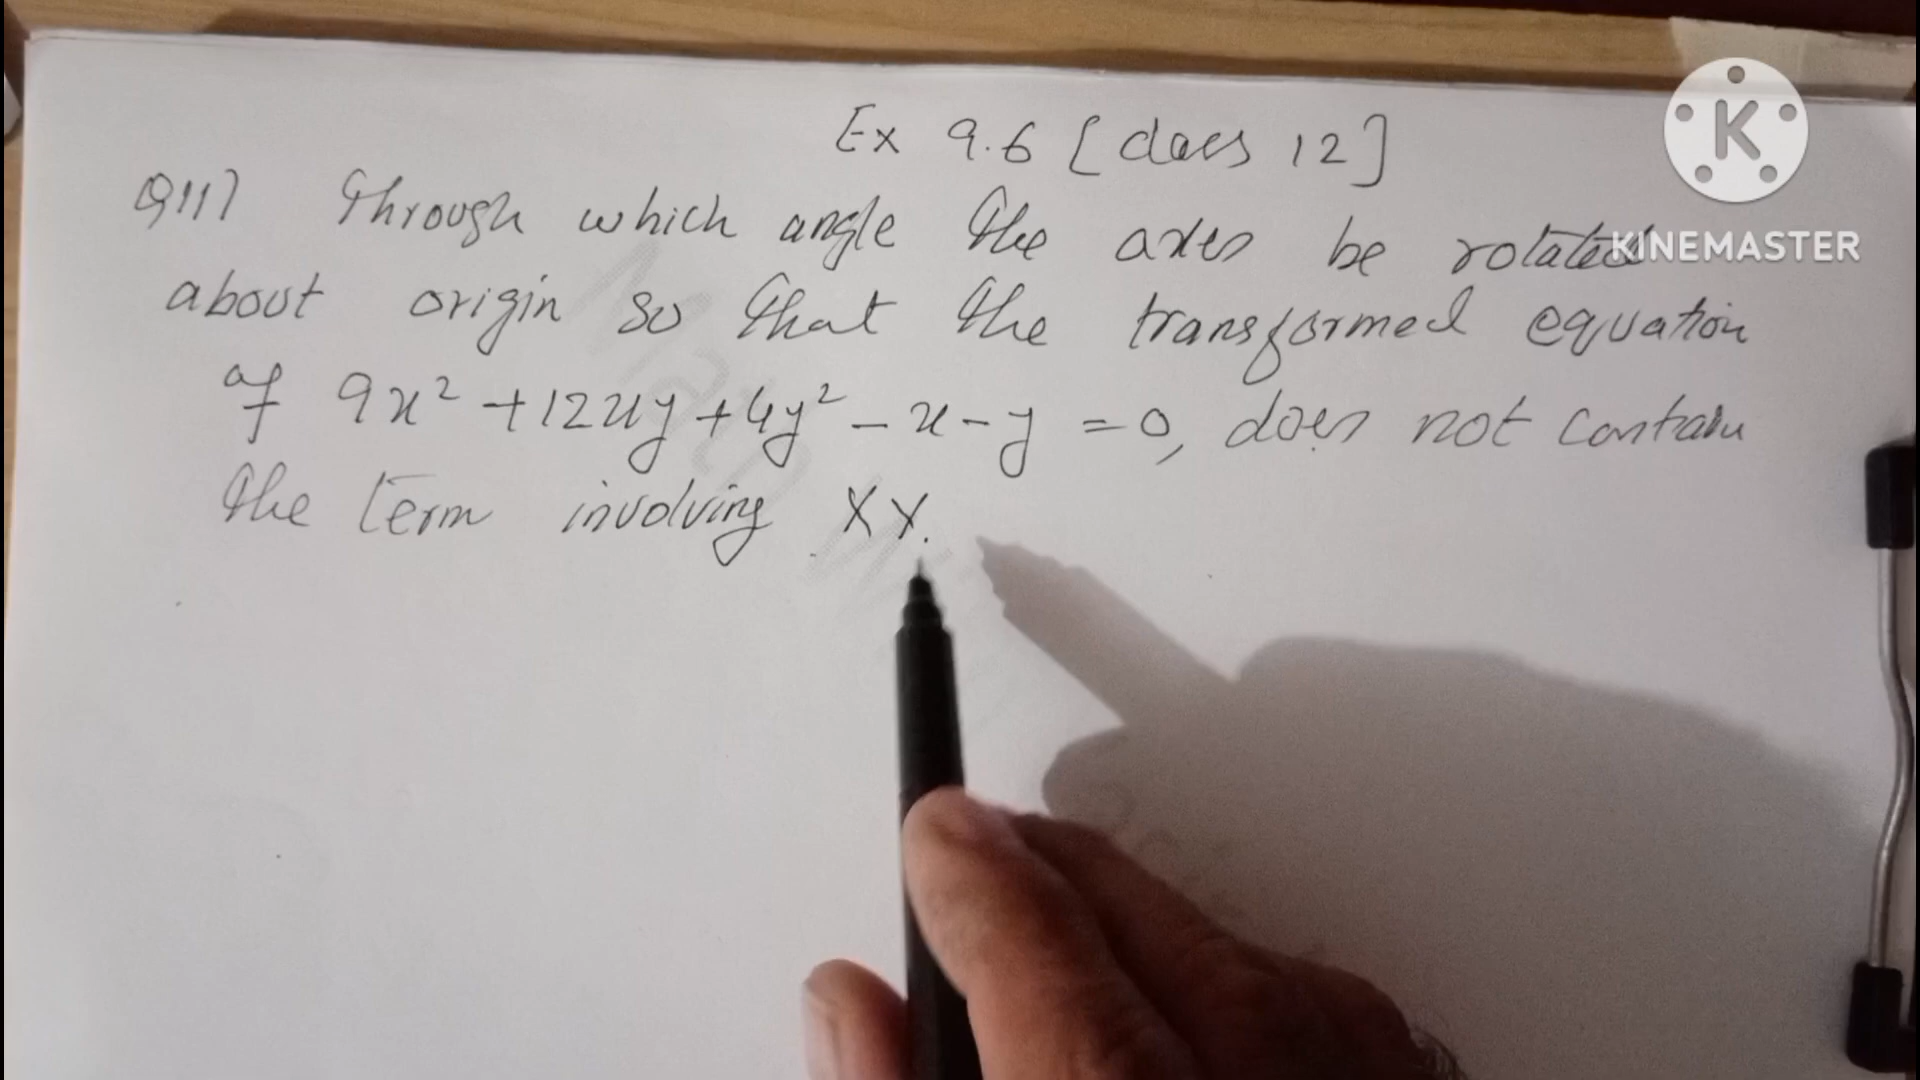 Ex 9.6 [class 12]
Q11) Through which angle the axes be rotated
about origin so that the transformed equation
of 9x² + 12xy + 4y² - x - y = 0, does not contain
the term involving XY.
K
KINEMASTER